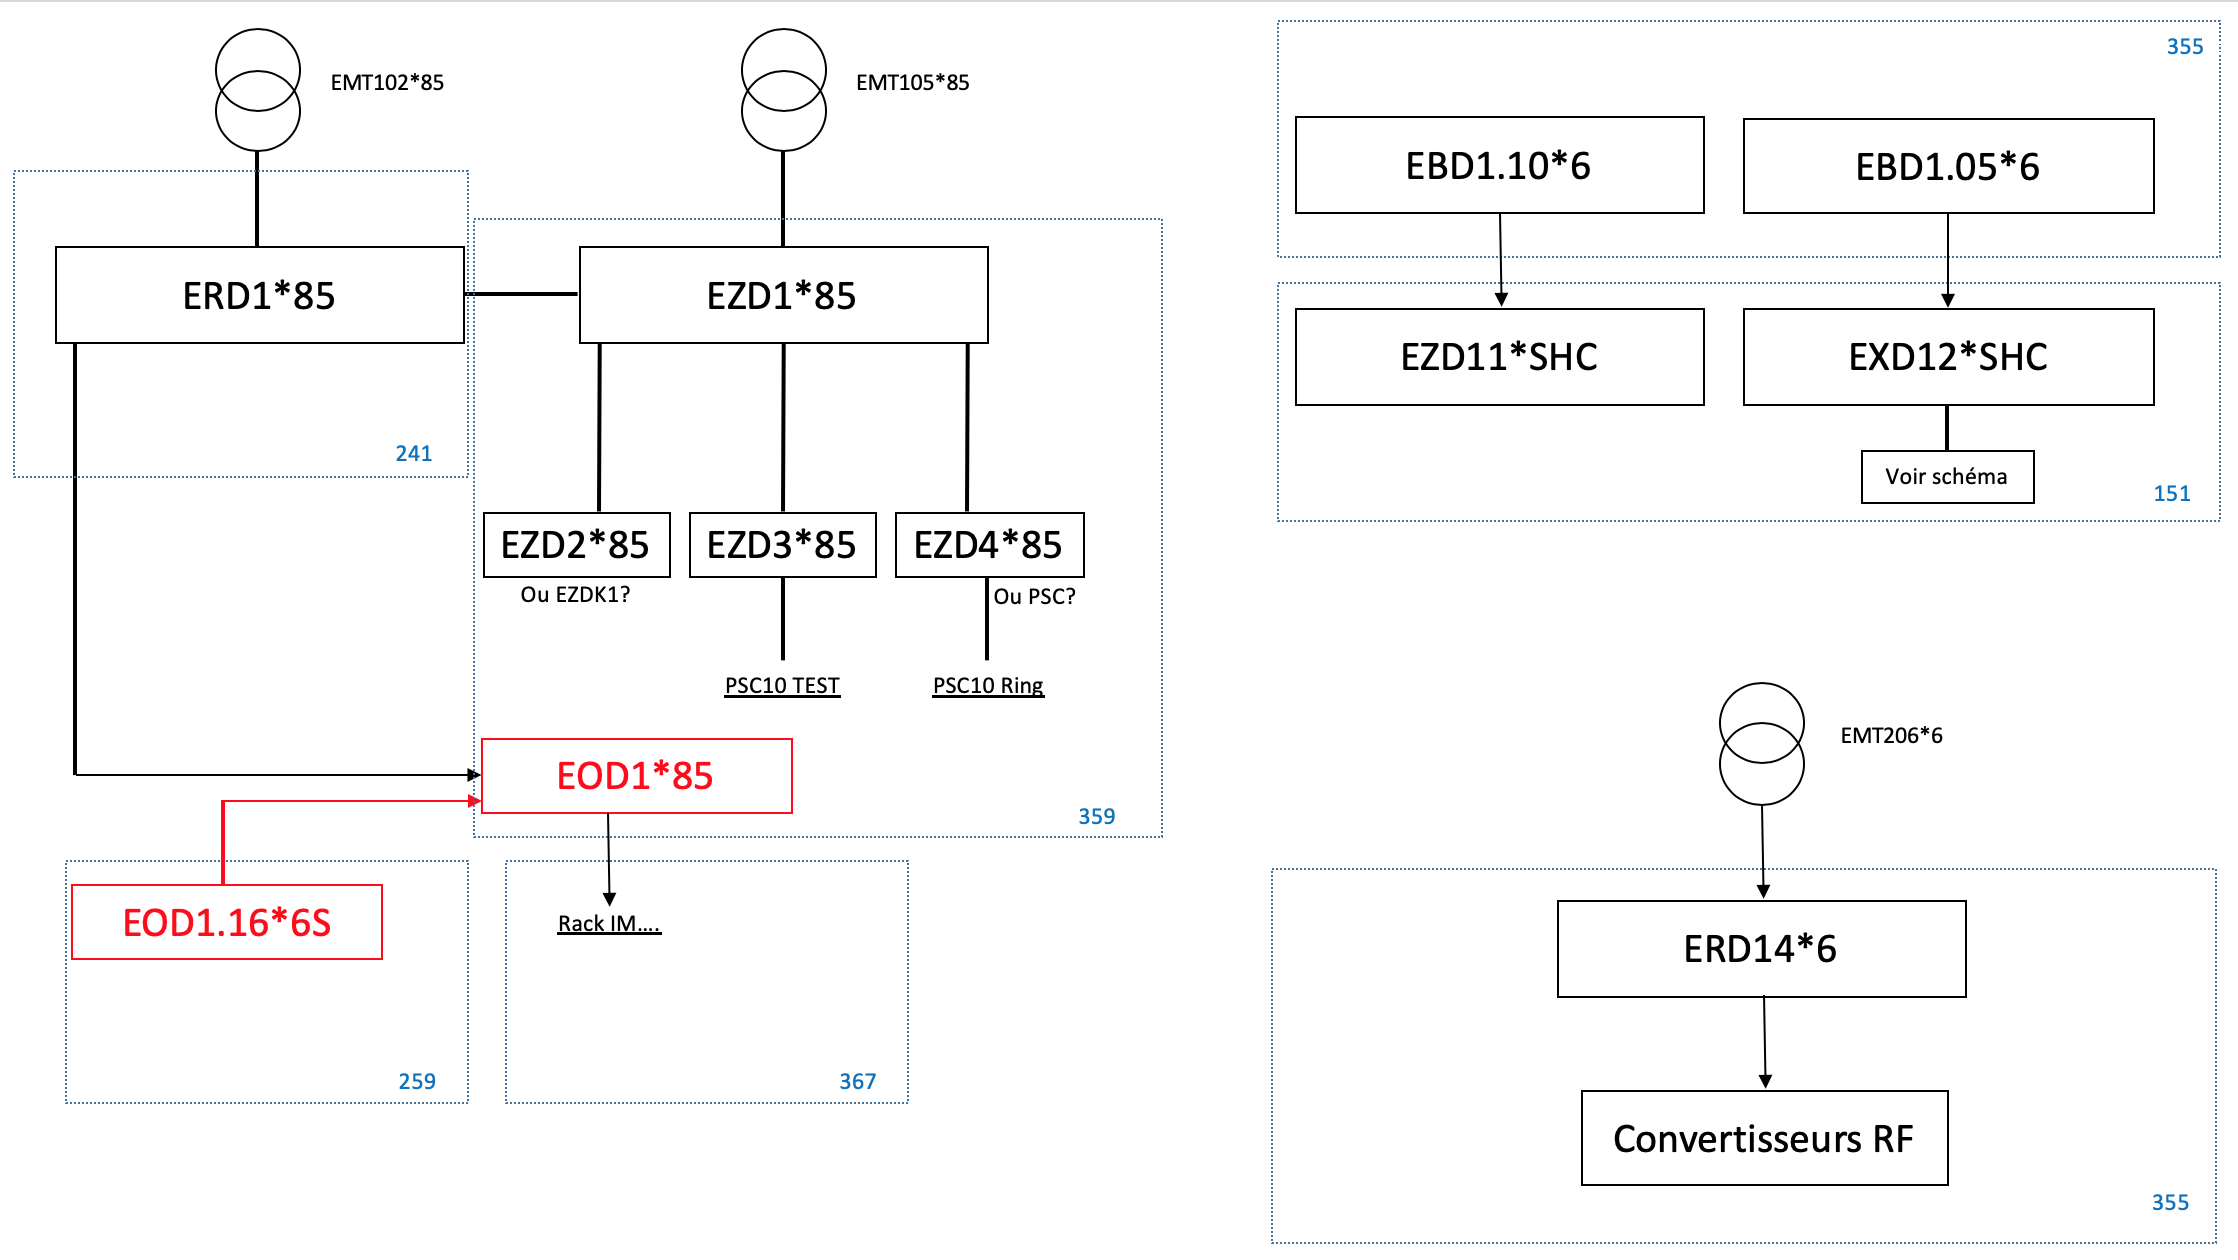 EMT102*85
EMT105*85
355
EBD1.10*6
EBD1.05*6
ERD1*85
EZD1*85
EZD11*SHC
EXD12*SHC
241
Voir schéma
151
EZD2*85
EZD3*85
EZD4*85
Ou EZDK1?
Ou PSC?
PSC10 TEST
PSC10 Ring
EMT206*6
EOD1*85
359
EOD1.16*6S
Rack IM....
ERD14*6
259
367
Convertisseurs RF
355